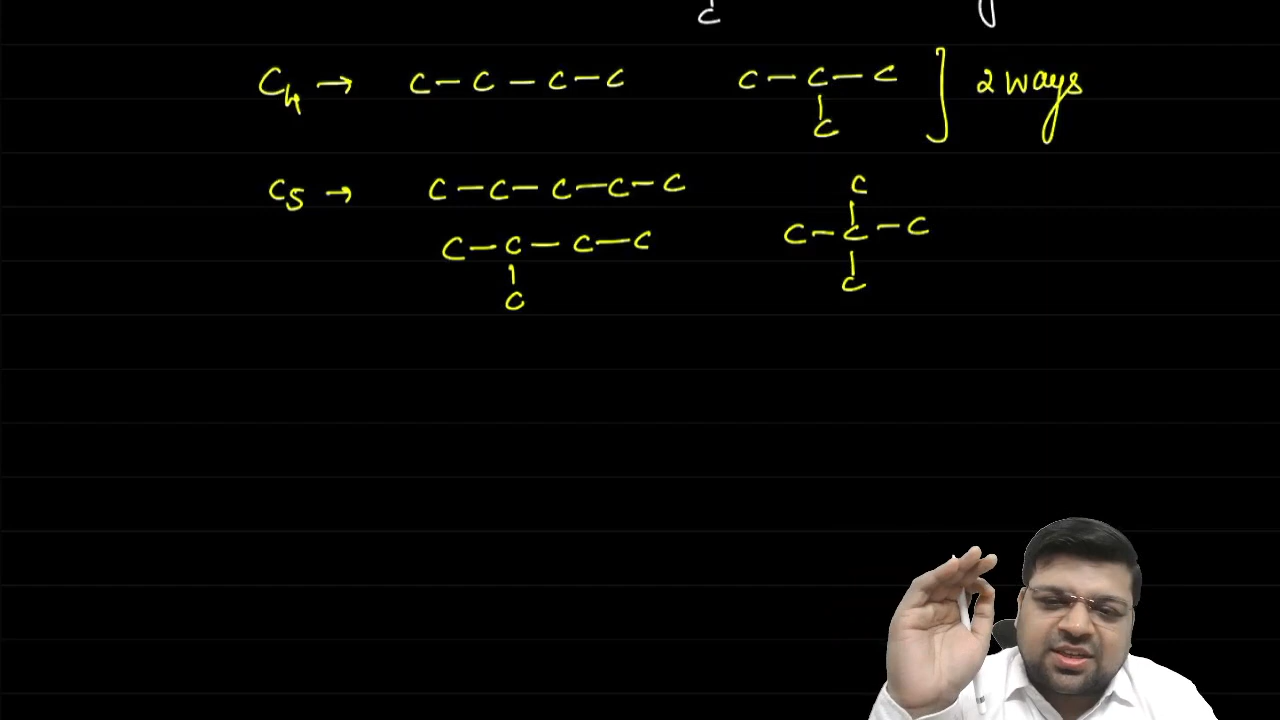 C
C4 → C - C - C - C C - C - C ] 2 ways
C
C5 → C - C - C - C - C C
C - C - C - C C - C - C
C C